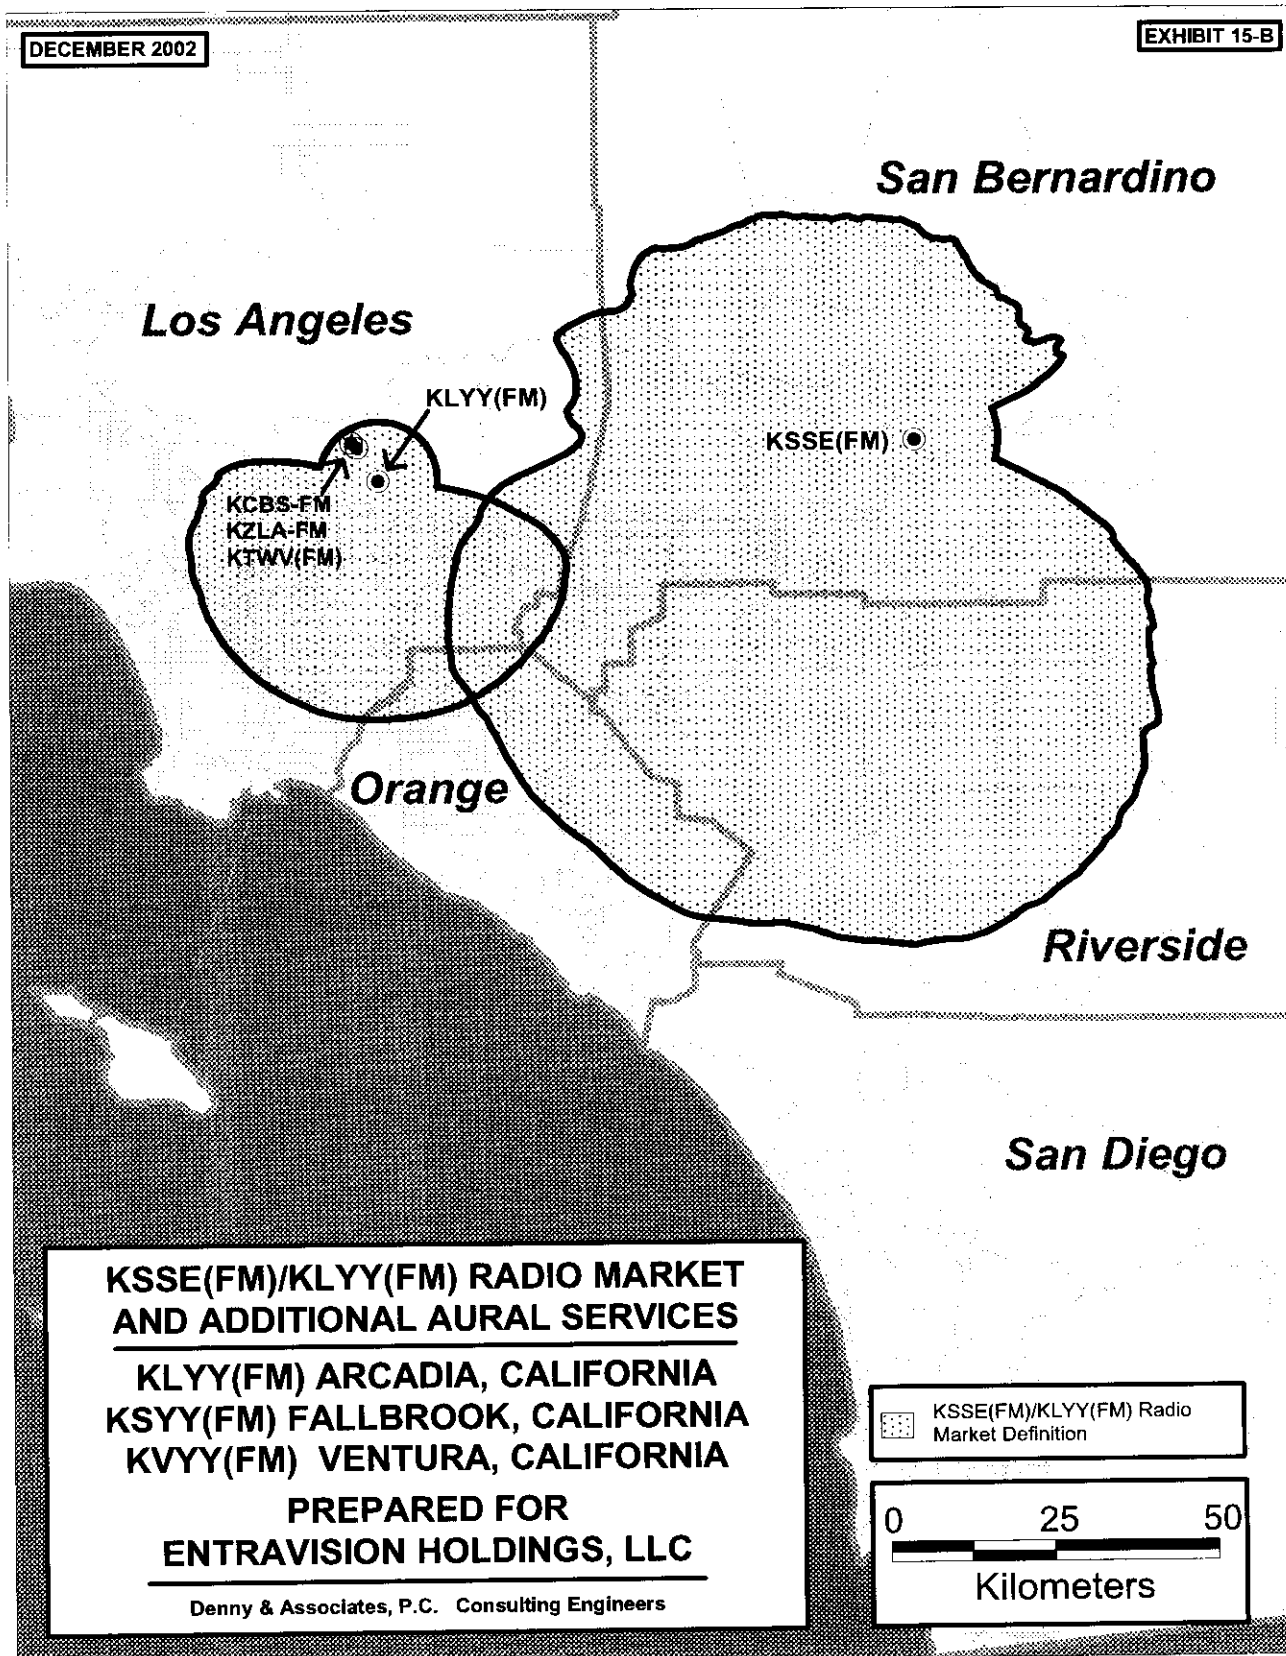 DECEMBER 2002
EXHIBIT 15-B
San Bernardino
Los Angeles
KLYY(FM)
KSSE(FM)
KCBS-FM
KZLA-FM
KTWV(FM)
Orange
Riverside
San Diego
KSSE(FM)/KLYY(FM) RADIO MARKET
AND ADDITIONAL AURAL SERVICES
KLYY(FM) ARCADIA, CALIFORNIA
KSYY(FM) FALLBROOK, CALIFORNIA
KVYY(FM) VENTURA, CALIFORNIA
PREPARED FOR
ENTRAVISION HOLDINGS, LLC
Denny & Associates, P.C. Consulting Engineers
KSSE(FM)/KLYY(FM) Radio
Market Definition
0 25 50
Kilometers